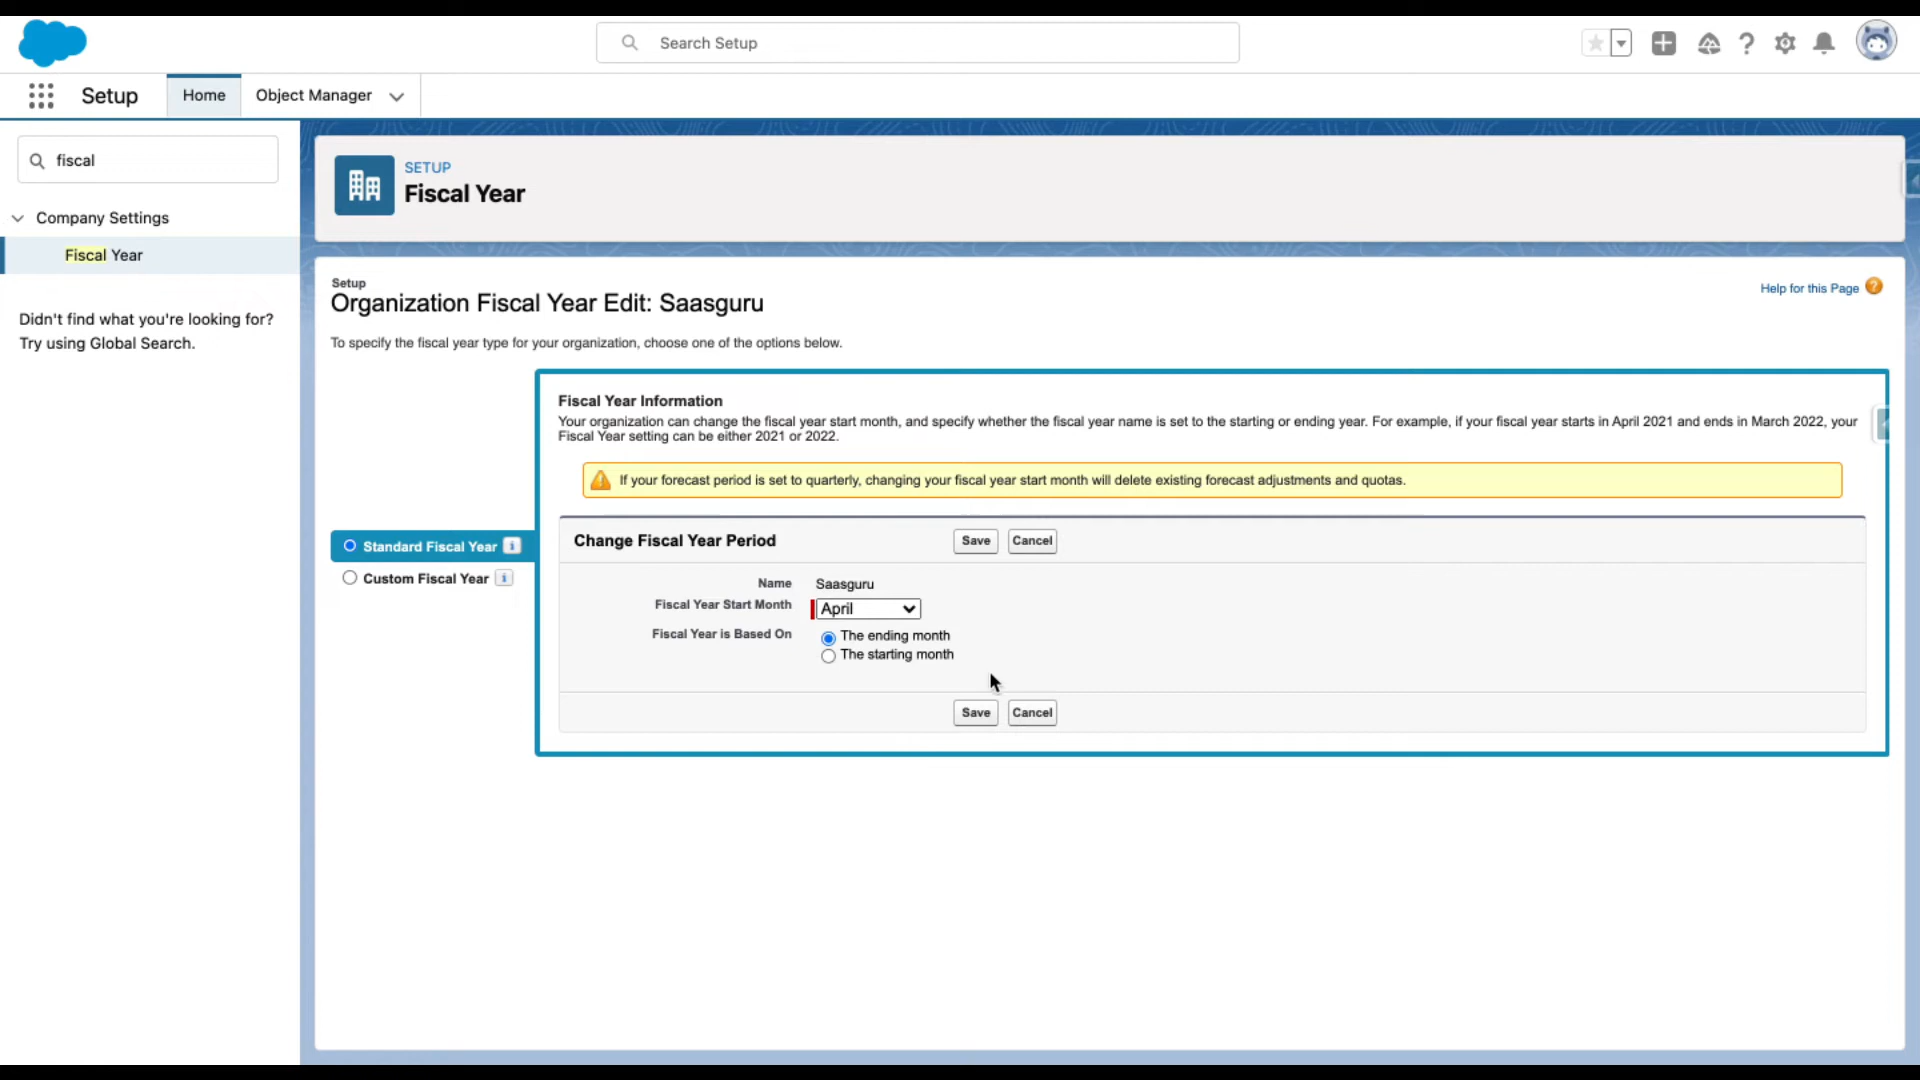 Search Setup
Setup
Home
Object Manager
fiscal
Company Settings
Fiscal Year
Didn't find what you're looking for?
Try using Global Search.
SETUP
Fiscal Year
Setup
Organization Fiscal Year Edit: Saasguru
Help for this Page
To specify the fiscal year type for your organization, choose one of the options below.
Standard Fiscal Year
Custom Fiscal Year
Fiscal Year Information
Your organization can change the fiscal year start month, and specify whether the fiscal year name is set to the starting or ending year. For example, if your fiscal year starts in April 2021 and ends in March 2022, your
Fiscal Year setting can be either 2021 or 2022.
If your forecast period is set to quarterly, changing your fiscal year start month will delete existing forecast adjustments and quotas.
Change Fiscal Year Period
Save Cancel
Name Saasguru
Fiscal Year Start Month April
Fiscal Year is Based On The ending month
The starting month
Save Cancel